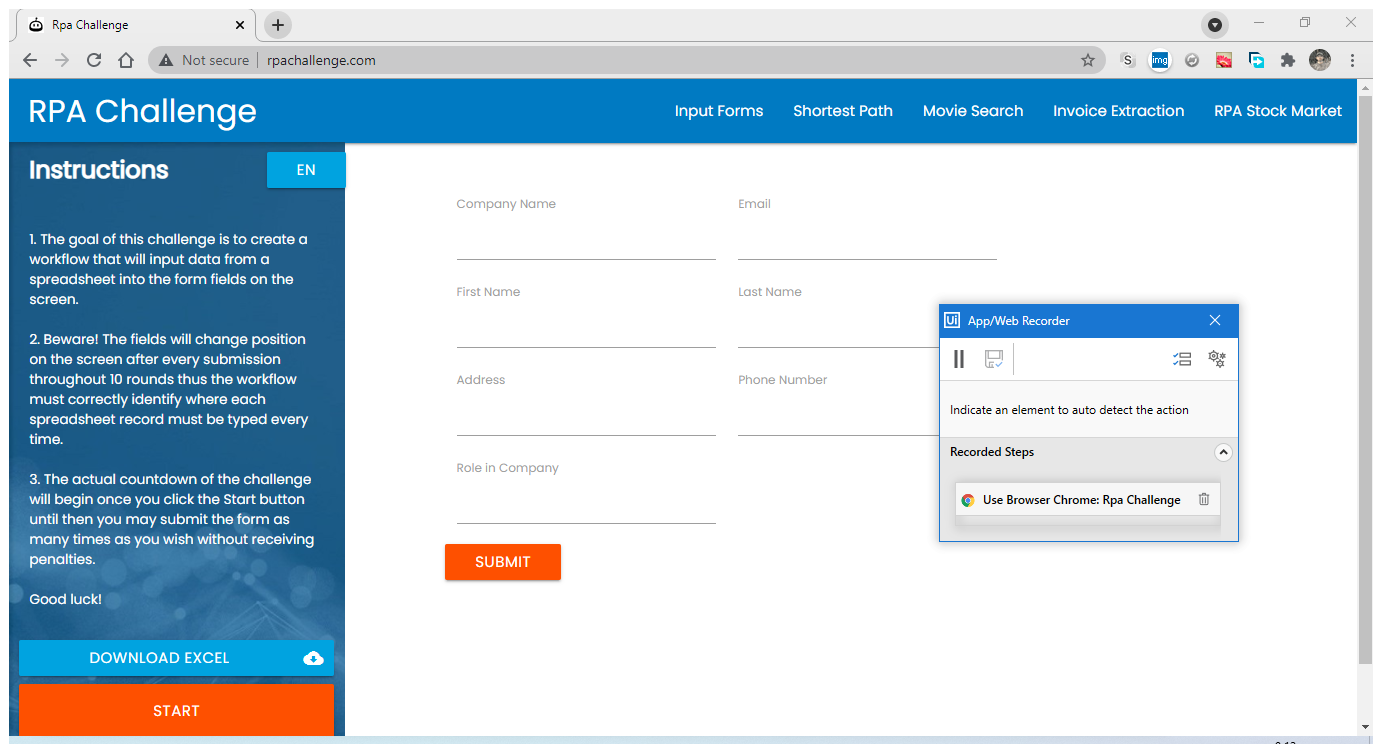 Rpa Challenge
Not secure
rpachallenge.com
S
img
RPA Challenge
Input Forms
Shortest Path
Movie Search
Invoice Extraction
RPA Stock Market
Instructions
EN
1. The goal of this challenge is to create a
workflow that will input data from a
spreadsheet into the form fields on the
screen.
2. Beware! The fields will change position
on the screen after every submission
throughout 10 rounds thus the workflow
must correctly identify where each
spreadsheet record must be typed every
time.
3. The actual countdown of the challenge
will begin once you click the Start button
until then you may submit the form as
many times as you wish without receiving
penalties.
Good luck!
DOWNLOAD EXCEL
START
Company Name
Email
First Name
Last Name
Address
Phone Number
Role in Company
SUBMIT
Ui
App/Web Recorder
Indicate an element to auto detect the action
Recorded Steps
Use Browser Chrome: Rpa Challenge